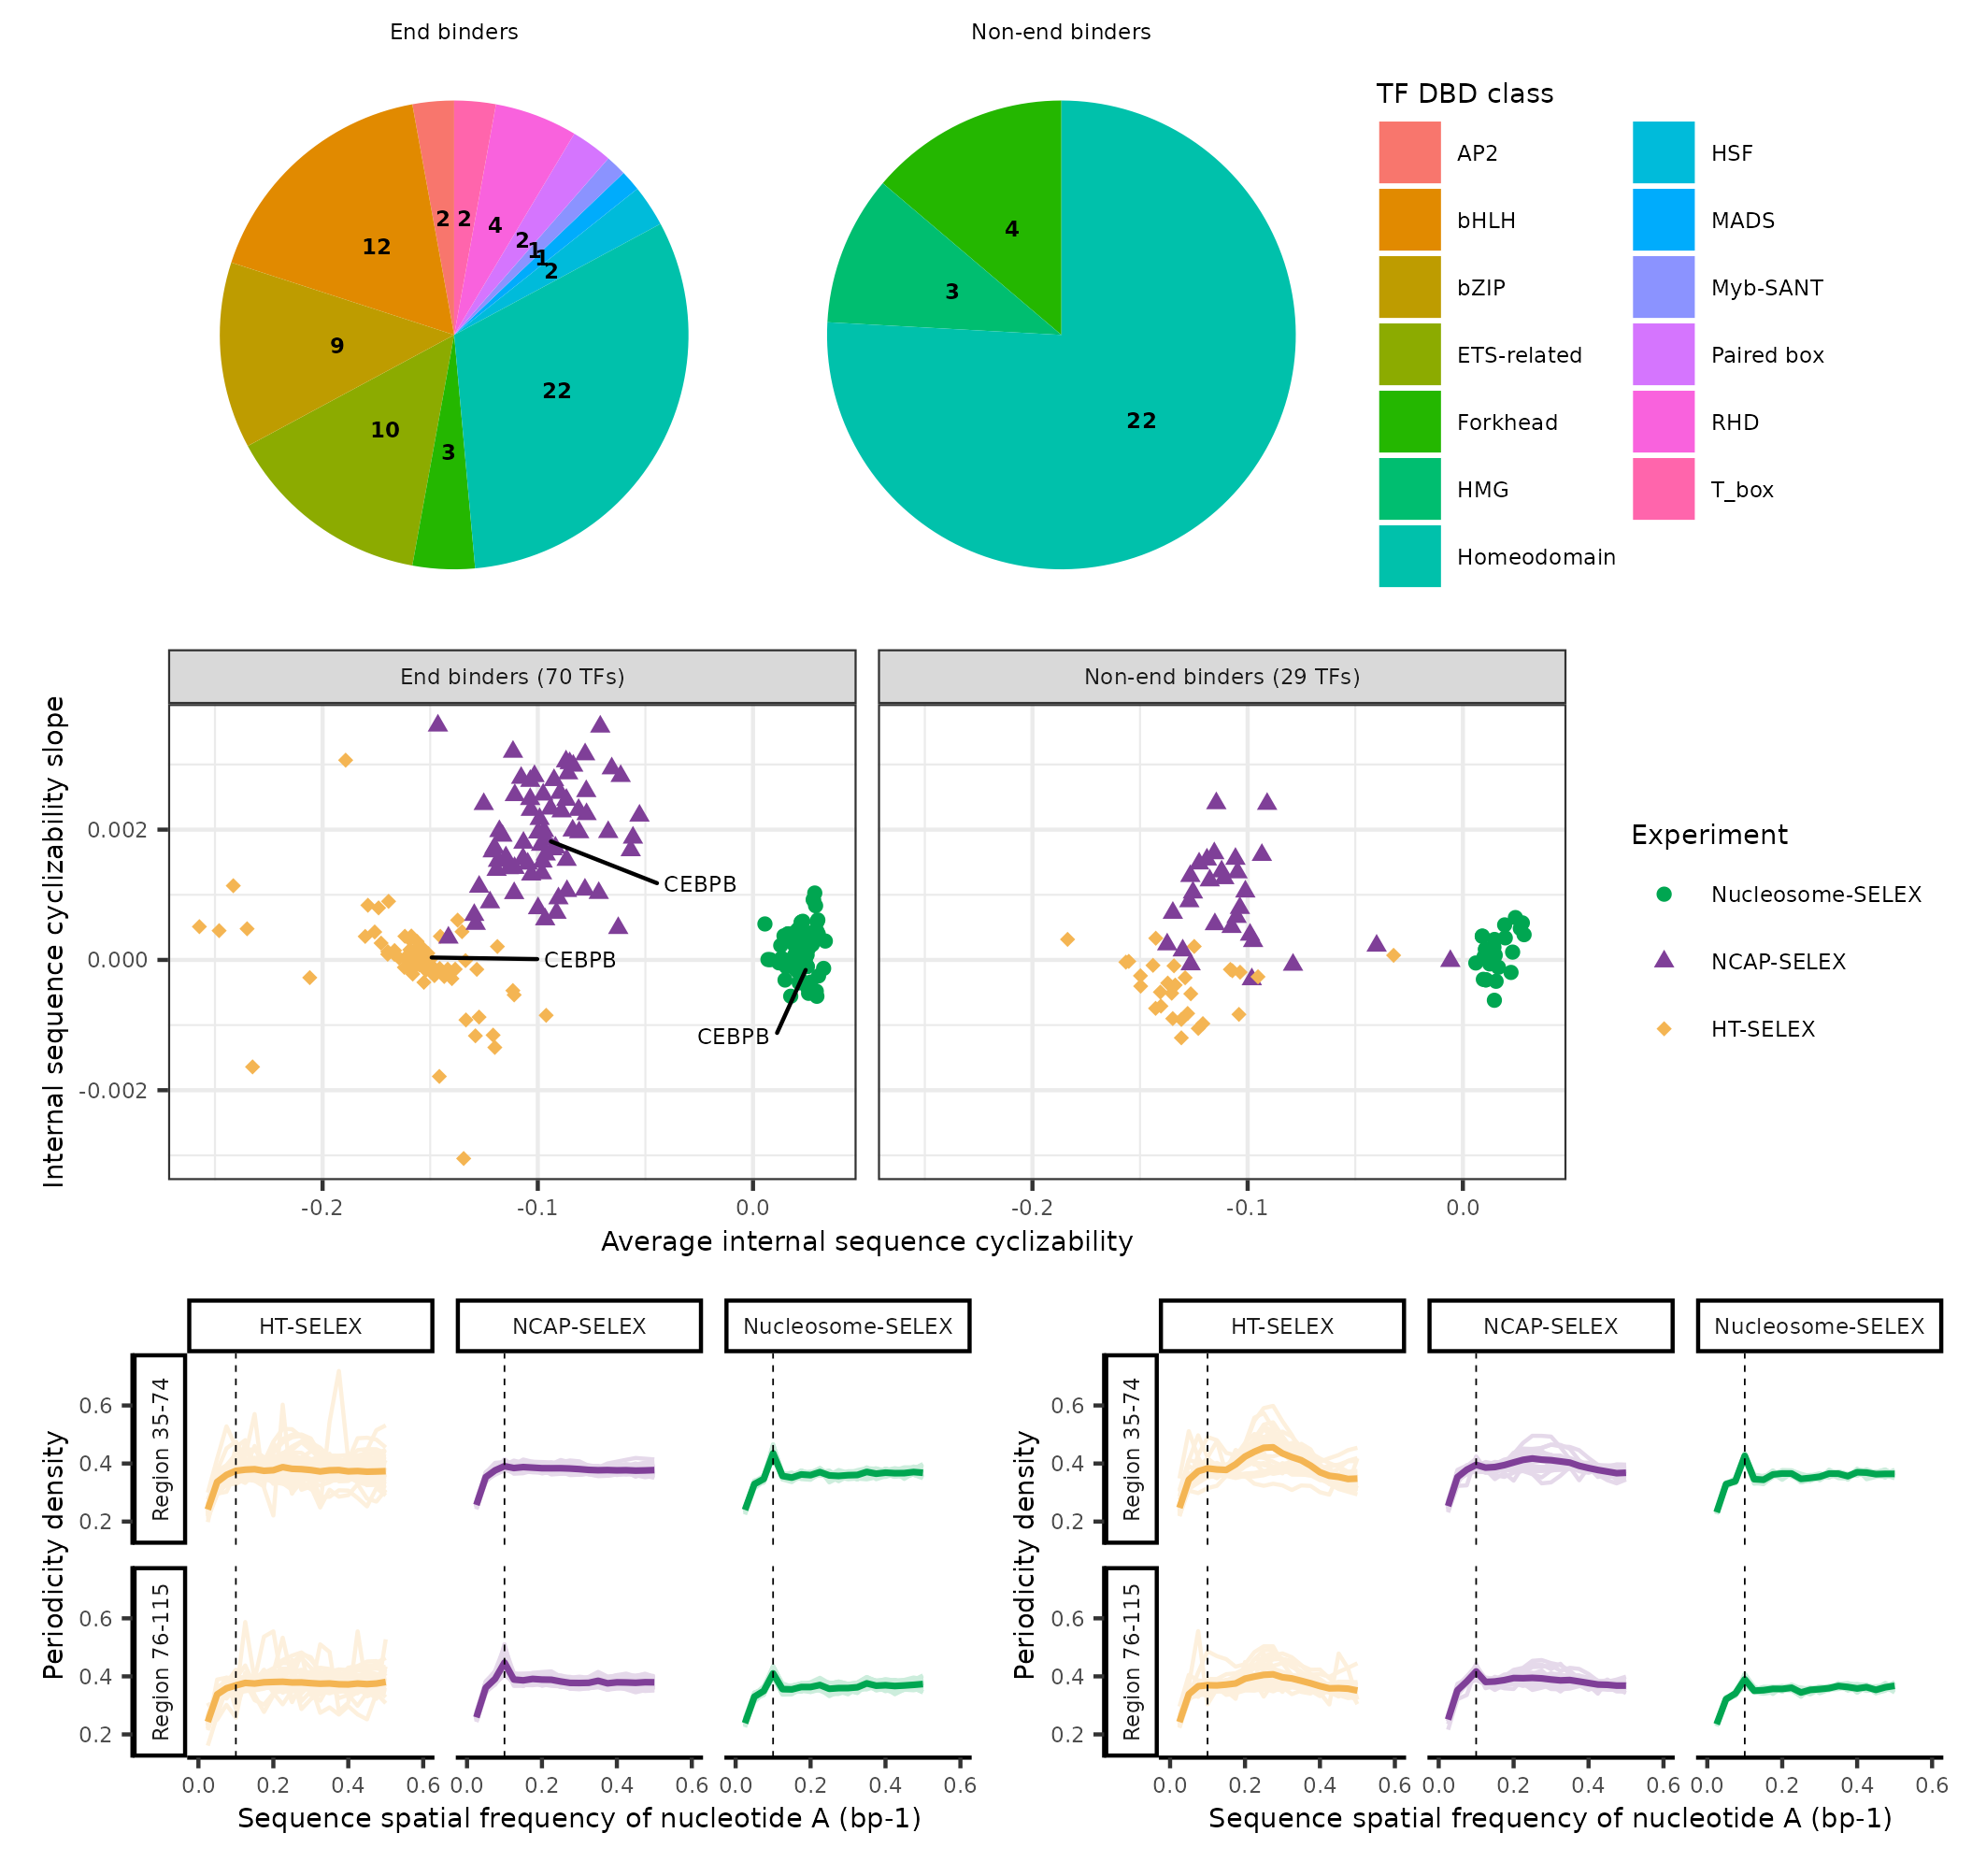 End binders
Non-end binders
2
2
4
2
1
1
2
12
9
10
3
22
4
3
22
TF DBD class
AP2
bHLH
bZIP
ETS-related
Forkhead
HMG
Homeodomain
HSF
MADS
Myb-SANT
Paired box
RHD
T_box
End binders (70 TFs)
Non-end binders (29 TFs)
Internal sequence cyclizability slope
0.002
0.000
-0.002
CEBPB
CEBPB
CEBPB
-0.2
-0.1
0.0
-0.2
-0.1
0.0
Average internal sequence cyclizability
Experiment
Nucleosome-SELEX
NCAP-SELEX
HT-SELEX
HT-SELEX
NCAP-SELEX
Nucleosome-SELEX
Periodicity density
Region 35-74
0.6
0.4
0.2
Region 76-115
0.6
0.4
0.2
0.0 0.2 0.4 0.6
0.0 0.2 0.4 0.6
0.0 0.2 0.4 0.6
Sequence spatial frequency of nucleotide A (bp-1)
HT-SELEX
NCAP-SELEX
Nucleosome-SELEX
Periodicity density
Region 35-74
0.6
0.4
0.2
Region 76-115
0.6
0.4
0.2
0.0 0.2 0.4 0.6
0.0 0.2 0.4 0.6
0.0 0.2 0.4 0.6
Sequence spatial frequency of nucleotide A (bp-1)